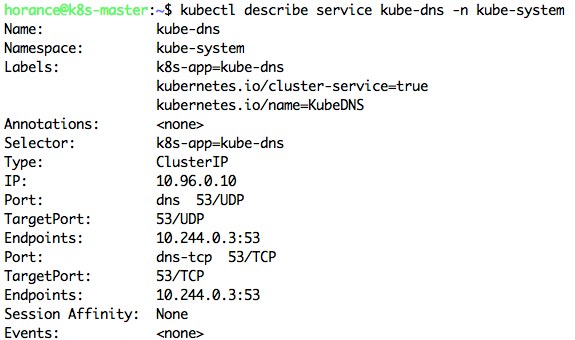 horance@k8s-master:~$ kubectl describe service kube-dns -n kube-system
Name: kube-dns
Namespace: kube-system
Labels: k8s-app=kube-dns
kubernetes.io/cluster-service=true
kubernetes.io/name=KubeDNS
Annotations: <none>
Selector: k8s-app=kube-dns
Type: ClusterIP
IP: 10.96.0.10
Port: dns 53/UDP
TargetPort: 53/UDP
Endpoints: 10.244.0.3:53
Port: dns-tcp 53/TCP
TargetPort: 53/TCP
Endpoints: 10.244.0.3:53
Session Affinity: None
Events: <none>